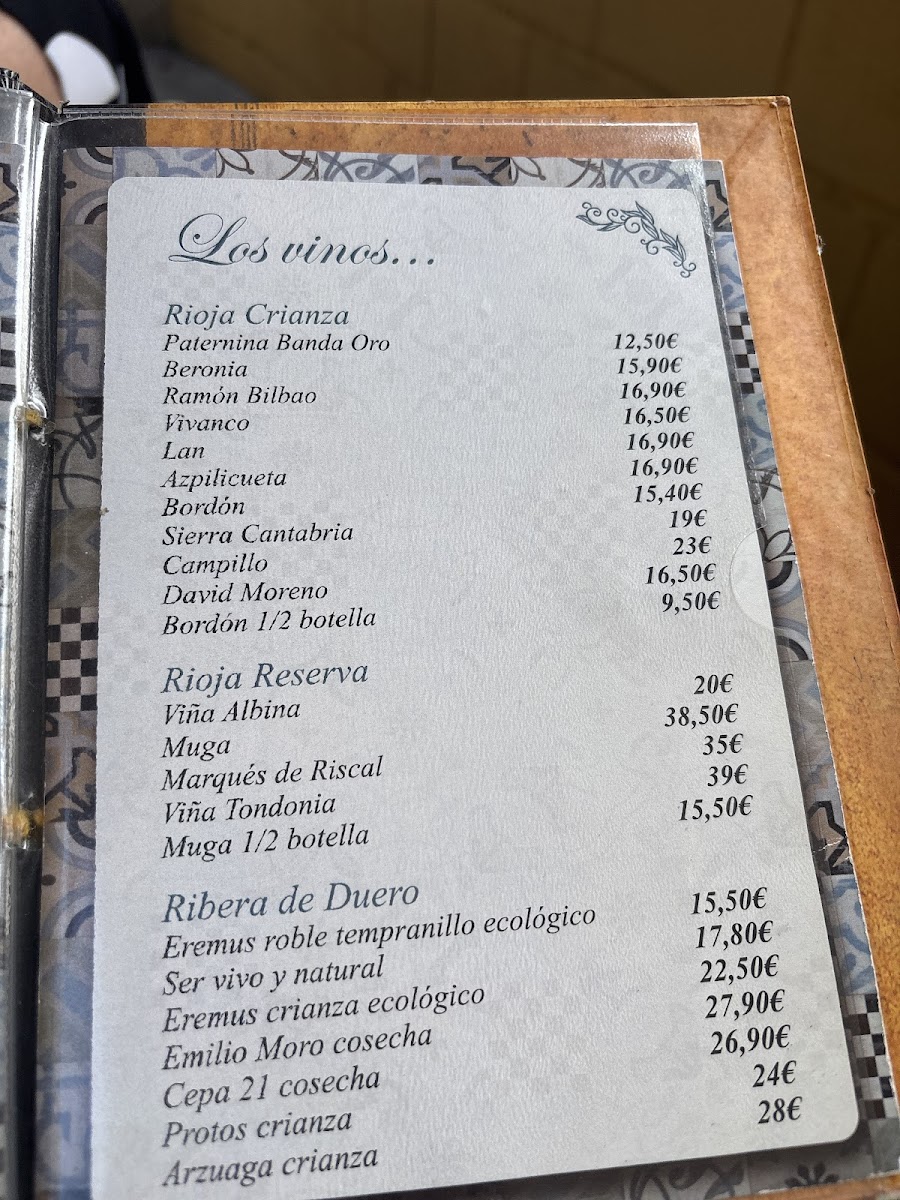 Los vinos...
Rioja Crianza
Paternina Banda Oro 12,50€
Beronia 15,90€
Ramón Bilbao 16,90€
Vivanco 16,50€
Lan 16,90€
Azpilicueta 16,90€
Bordón 15,40€
Sierra Cantabria 19€
Campillo 23€
David Moreno 16,50€
Bordón 1/2 botella 9,50€
Rioja Reserva
Viña Albina 20€
Muga 38,50€
Marqués de Riscal 35€
Viña Tondonia 39€
Muga 1/2 botella 15,50€
Ribera de Duero
Eremus roble tempranillo ecológico 15,50€
Ser vivo y natural 17,80€
Eremus crianza ecológico 22,50€
Emilio Moro cosecha 27,90€
Cepa 21 cosecha 26,90€
Protos crianza 24€
Arzuaga crianza 28€